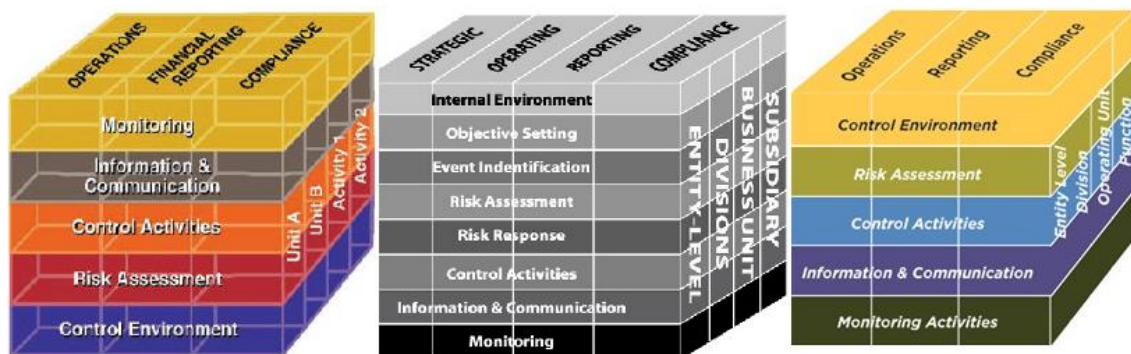 OPERATIONS
FINANCIAL
REPORTING
COMPLIANCE
Monitoring
Information &
Communication
Control Activities
Risk Assessment
Control Environment
Unit A
Unit B
Activity 1
Activity 2
STRATEGIC
OPERATING
REPORTING
COMPLIANCE
Internal Environment
Objective Setting
Event Indentification
Risk Assessment
Risk Response
Control Activities
Information & Communication
Monitoring
ENTITY-LEVEL
DIVISIONS
BUSINESS UNIT
SUBSIDIARY
Operations
Reporting
Compliance
Control Environment
Risk Assessment
Control Activities
Information & Communication
Monitoring Activities
Entity Level
Division
Operating Unit
Function